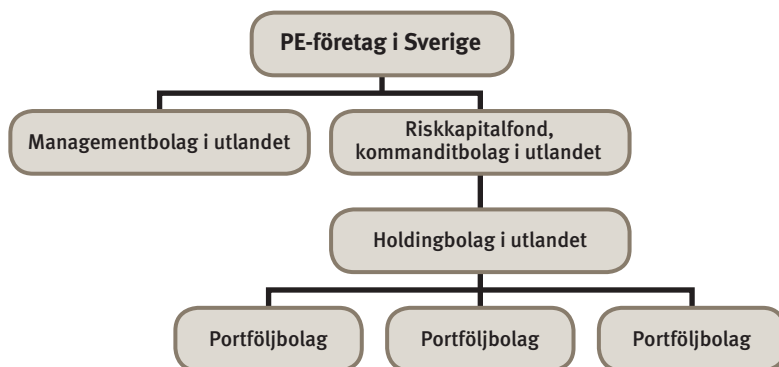 PE-företag i Sverige
Managementbolag i utlandet
Riskkapitalfond,
kommanditbolag i utlandet
Holdingbolag i utlandet
Portföljbolag
Portföljbolag
Portföljbolag